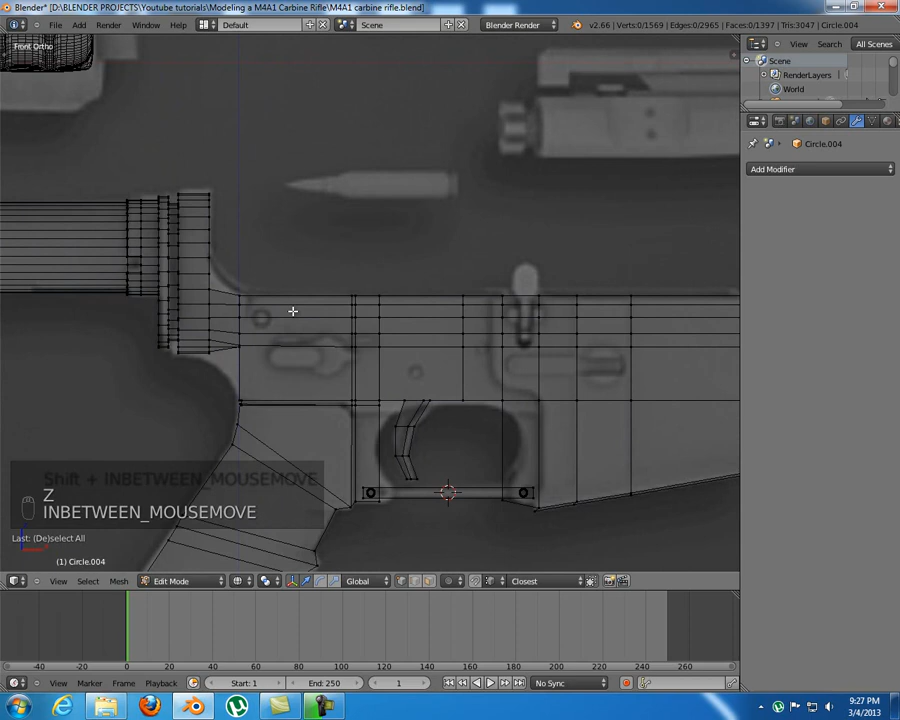 Blender* [D:\BLENDER PROJECTS\Youtube tutorials\Modeling a M4A1 Carbine Rifle\M4A1 carbine rifle.blend]
File Add Render Window Help Default Scene Blender Render v2.66 | Verts:0/1569 | Edges:0/2965 | Faces:0/1397 | Tris:3047 | Circle.004
Front Ortho
View Search All Scenes
Scene
RenderLayers
World
Circle.004
Add Modifier
Shift + INBETWEEN_MOUSEMOVE
Z
INBETWEEN_MOUSEMOVE
Last: (De)select All
(1) Circle.004
View Select Mesh Edit Mode Global Closest
-40 -20 0 20 40 60 80 100 120 140 160 180 200 220 240 260
View Marker Frame Playback Start: 1 End: 250 1 No Sync
9:27 PM
3/4/2013